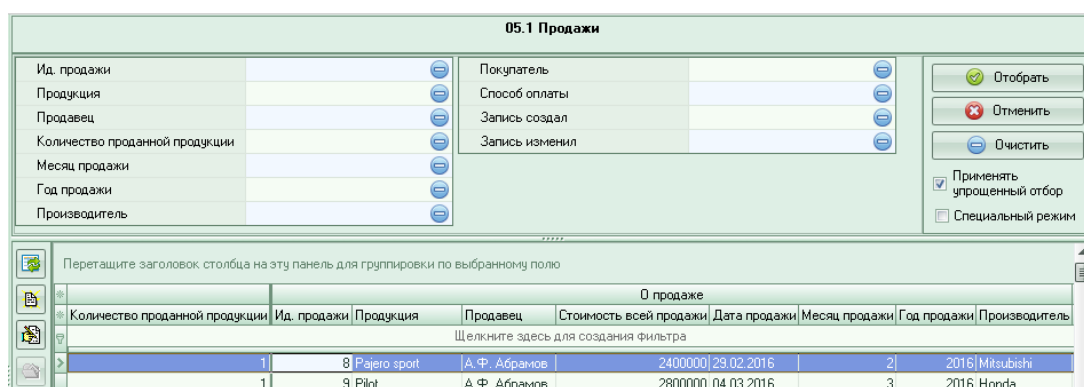 05.1 Продажи
Ид. продажи
Продукция
Продавец
Количество проданной продукции
Месяц продажи
Год продажи
Производитель
Покупатель
Способ оплаты
Запись создал
Запись изменил
Отобрать
Отменить
Очистить
Применять
упрощенный отбор
Специальный режим
Перетащите заголовок столбца на эту панель для группировки по выбранному полю
О продаже
Количество проданной продукции Ид. продажи Продукция Продавец Стоимость всей продажи Дата продажи Месяц продажи Год продажи Производитель
Щелкните здесь для создания фильтра
1 8 Pajero sport А.Ф. Абрамов 2400000 29.02.2016 2 2016 Mitsubishi
1 9 Pilot А.Ф. Абрамов 2800000 04.03.2016 3 2016 Honda